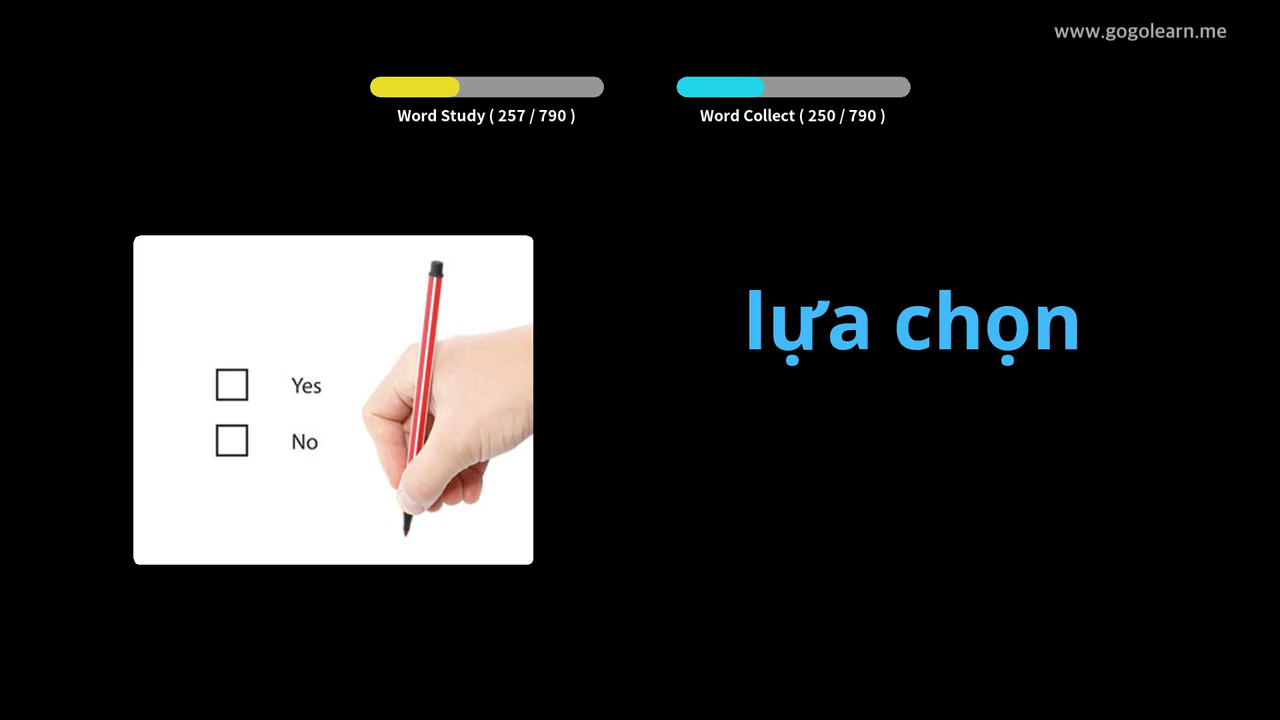 www.gogolearn.me
Word Study ( 257 / 790 )
Word Collect ( 250 / 790 )
lựa chọn
Yes
No